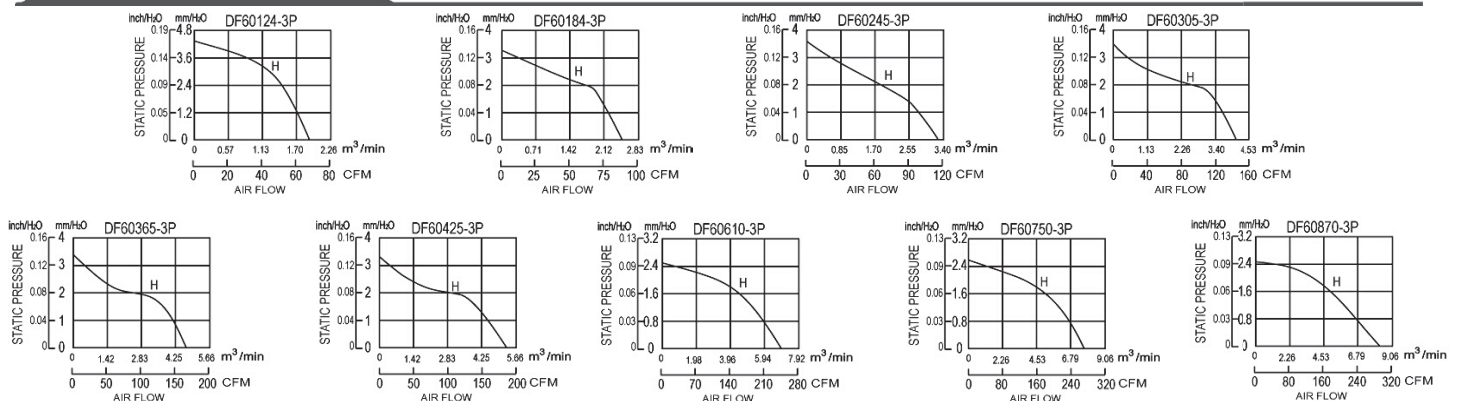 inch/H₂O mm/H₂O DF60124-3P
STATIC PRESSURE
0.19 4.8
0.14 3.6
0.09 2.4
0.05 1.2
0 0
H
0 0.57 1.13 1.70 2.26 m³/min
0 20 40 60 80 CFM
AIR FLOW
inch/H₂O mm/H₂O DF60184-3P
STATIC PRESSURE
0.16 4
0.12 3
0.08 2
0.04 1
0 0
H
0 0.71 1.42 2.12 2.83 m³/min
0 25 50 75 100 CFM
AIR FLOW
inch/H₂O mm/H₂O DF60245-3P
STATIC PRESSURE
0.16 4
0.12 3
0.08 2
0.04 1
0 0
H
0 0.85 1.70 2.55 3.40 m³/min
0 30 60 90 120 CFM
AIR FLOW
inch/H₂O mm/H₂O DF60305-3P
STATIC PRESSURE
0.16 4
0.12 3
0.08 2
0.04 1
0 0
H
0 1.13 2.26 3.40 4.53 m³/min
0 40 80 120 160 CFM
AIR FLOW
inch/H₂O mm/H₂O DF60365-3P
STATIC PRESSURE
0.16 4
0.12 3
0.08 2
0.04 1
0 0
H
0 1.42 2.83 4.25 5.66 m³/min
0 50 100 150 200 CFM
AIR FLOW
inch/H₂O mm/H₂O DF60425-3P
STATIC PRESSURE
0.16 4
0.12 3
0.08 2
0.04 1
0 0
H
0 1.42 2.83 4.25 5.66 m³/min
0 50 100 150 200 CFM
AIR FLOW
inch/H₂O mm/H₂O DF60610-3P
STATIC PRESSURE
0.13 3.2
0.09 2.4
0.06 1.6
0.03 0.8
0 0
H
0 1.98 3.96 5.94 7.92 m³/min
0 70 140 210 280 CFM
AIR FLOW
inch/H₂O mm/H₂O DF60750-3P
STATIC PRESSURE
0.13 3.2
0.09 2.4
0.06 1.6
0.03 0.8
0 0
H
0 2.26 4.53 6.79 9.06 m³/min
0 80 160 240 320 CFM
AIR FLOW
inch/H₂O mm/H₂O DF60870-3P
STATIC PRESSURE
0.13 3.2
0.09 2.4
0.06 1.6
0.03 0.8
0 0
H
0 2.26 4.53 6.79 9.06 m³/min
0 80 160 240 320 CFM
AIR FLOW